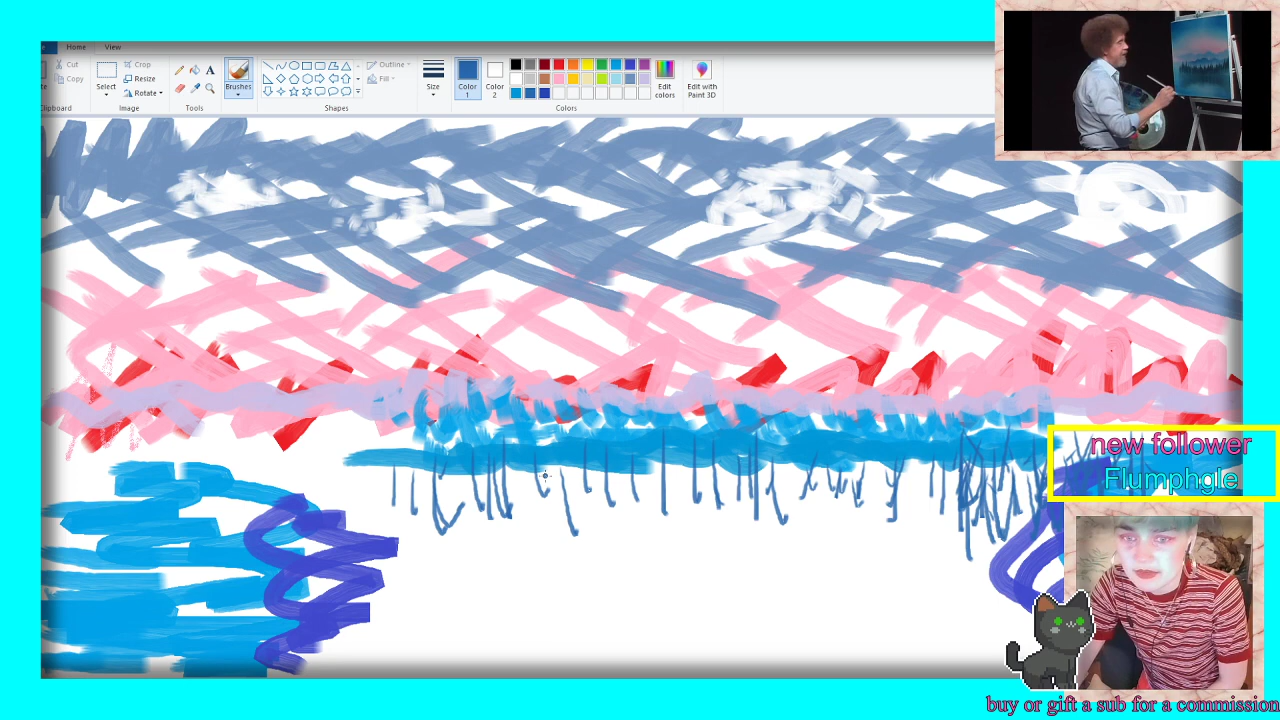 Home View
Cut
Copy
Clipboard
Select
Crop
Resize
Rotate
Image
A
Tools
Brushes
Outline
Fill
Shapes
Size
Color
1
Color
2
Colors
Edit
colors
Edit with
Paint 3D
new follower
Flumphgle
buy or gift a sub for a commission